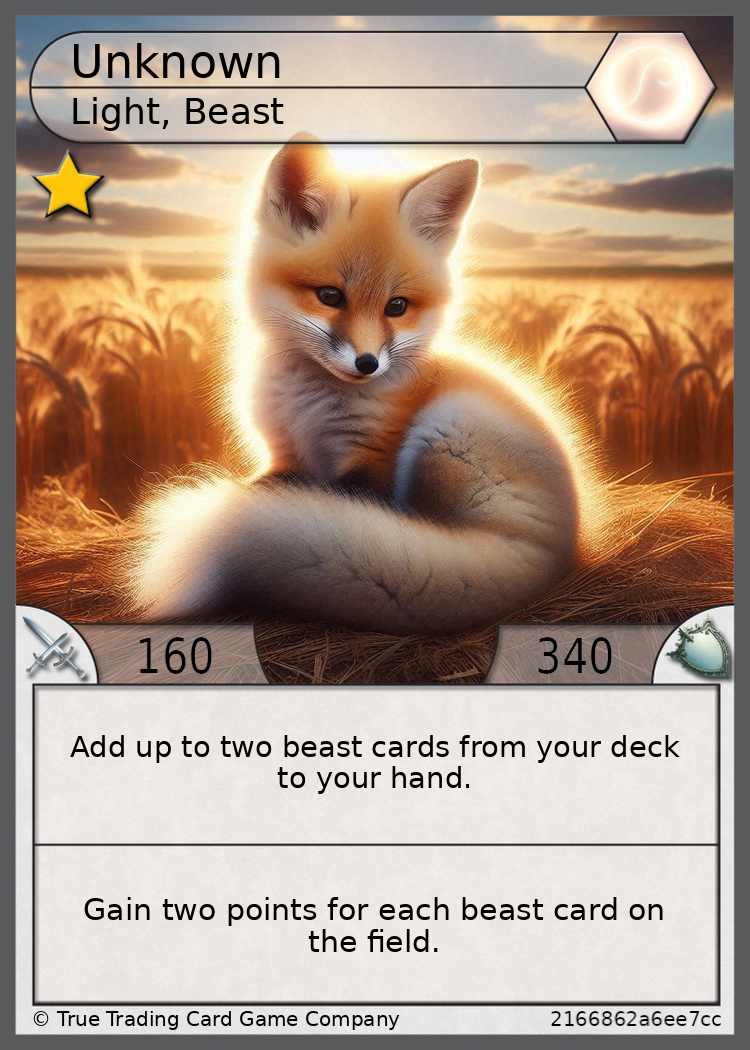 Unknown
Light, Beast
160
340
Add up to two beast cards from your deck
to your hand.
Gain two points for each beast card on
the field.
© True Trading Card Game Company
2166862a6ee7cc